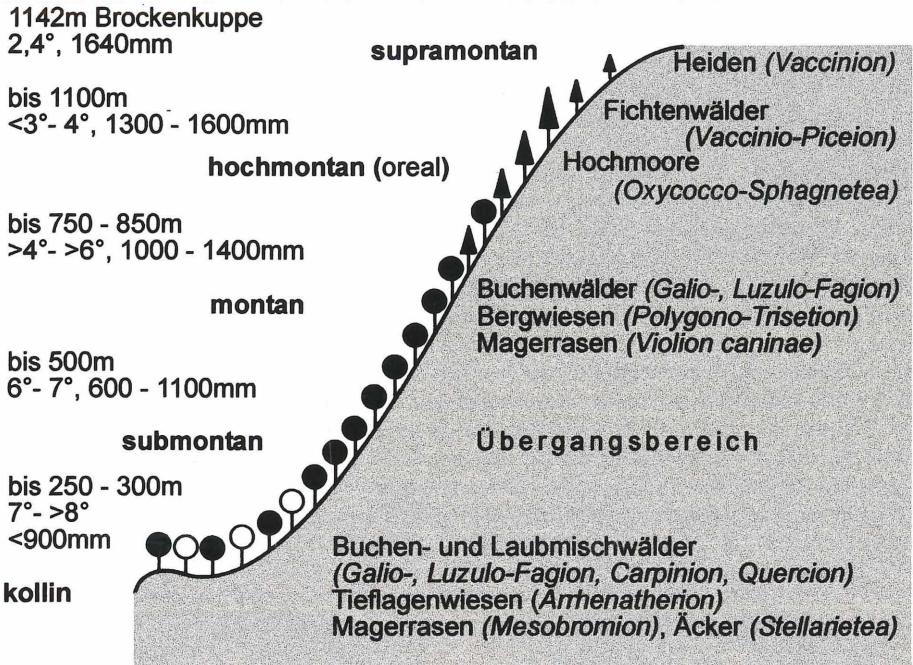 1142m Brockenkuppe
2,4°, 1640mm
supramontan
Heiden (Vaccinion)
bis 1100m
<3°- 4°, 1300 - 1600mm
Fichtenwälder
(Vaccinio-Piceion)
hochmontan (oreal)
Hochmoore
(Oxycocco-Sphagnetea)
bis 750 - 850m
>4°- >6°, 1000 - 1400mm
montan
Buchenwälder (Galio-, Luzulo-Fagion)
Bergwiesen (Polygono-Trisetion)
Magerrasen (Violion caninae)
bis 500m
6°- 7°, 600 - 1100mm
submontan
Übergangsbereich
bis 250 - 300m
7°- >8°
<900mm
kollin
Buchen- und Laubmischwälder
(Galio-, Luzulo-Fagion, Carpinion, Quercion)
Tieflagenwiesen (Arrhenatherion)
Magerrasen (Mesobromion), Äcker (Stellarietea)